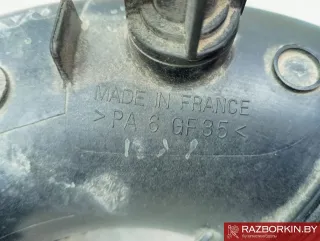 MADE IN FRANCE
>PA 6 GF35<
RAZBORKIN.BY